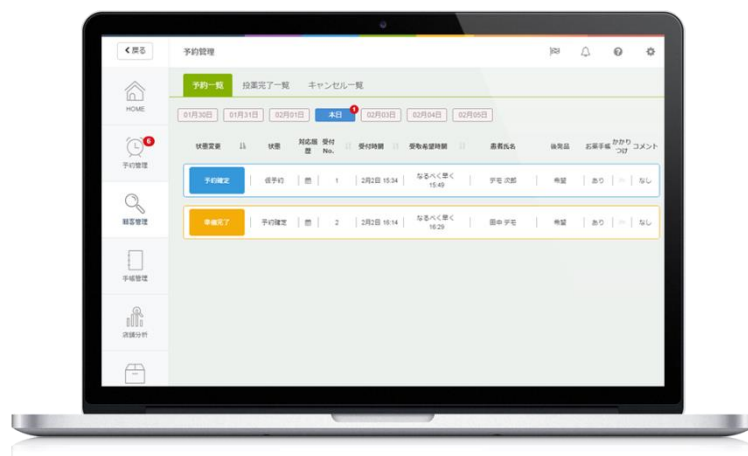 戻る
予約管理
予約一覧 投薬完了一覧 キャンセル一覧
01月30日 01月31日 02月01日 本日 1 02月03日 02月04日 02月05日
状態変更 状態 対応履歴 受付No. 受付時間 受取希望時間 患者氏名 後発品 お薬手帳 かかりつけ コメント
予約確定 仮予約 1 2月2日 15:34 なるべく早く 15:49 デモ 次郎 希望 あり なし
準備完了 予約確定 2 2月2日 16:14 なるべく早く 16:29 田中 デモ 希望 あり なし
HOME
6
予約管理
顧客管理
手帳管理
店舗分析